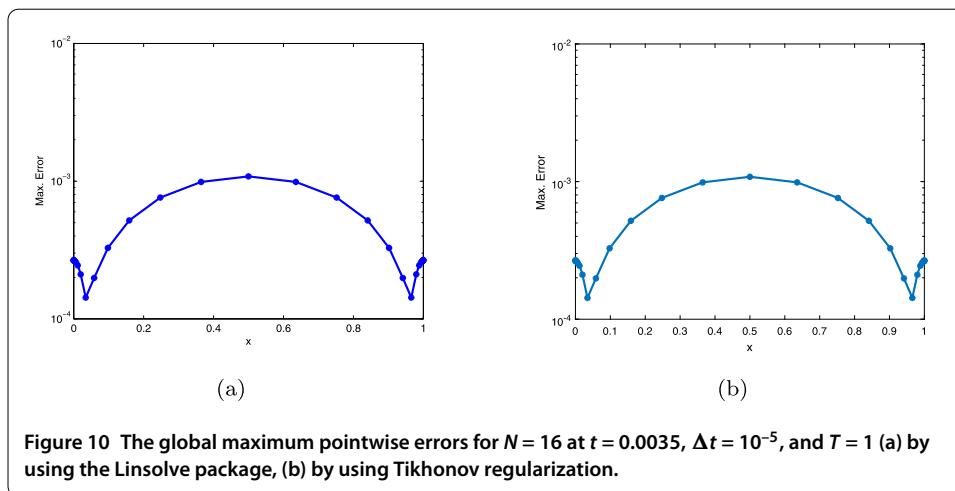 10⁻²
10⁻³
10⁻⁴
Max. Error
0 0.2 0.4 0.6 0.8 1
x
(a)
10⁻²
10⁻³
10⁻⁴
Max. Error
0 0.1 0.2 0.3 0.4 0.5 0.6 0.7 0.8 0.9 1
x
(b)
Figure 10 The global maximum pointwise errors for N = 16 at t = 0.0035, Δt = 10⁻⁵, and T = 1 (a) by
using the Linsolve package, (b) by using Tikhonov regularization.